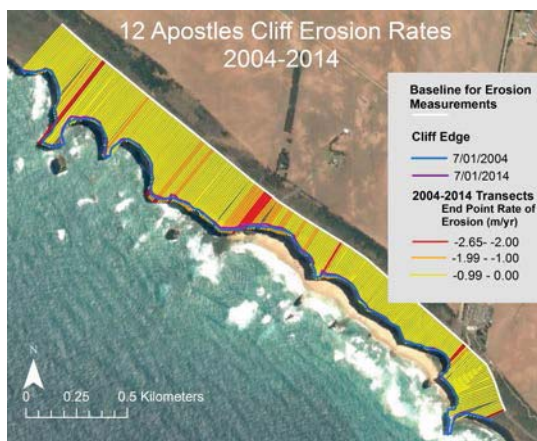 12 Apostles Cliff Erosion Rates
2004-2014
Baseline for Erosion
Measurements
Cliff Edge
7/01/2004
7/01/2014
2004-2014 Transects
End Point Rate of
Erosion (m/yr)
-2.65- -2.00
-1.99 - -1.00
-0.99 - 0.00
N
0 0.25 0.5 Kilometers